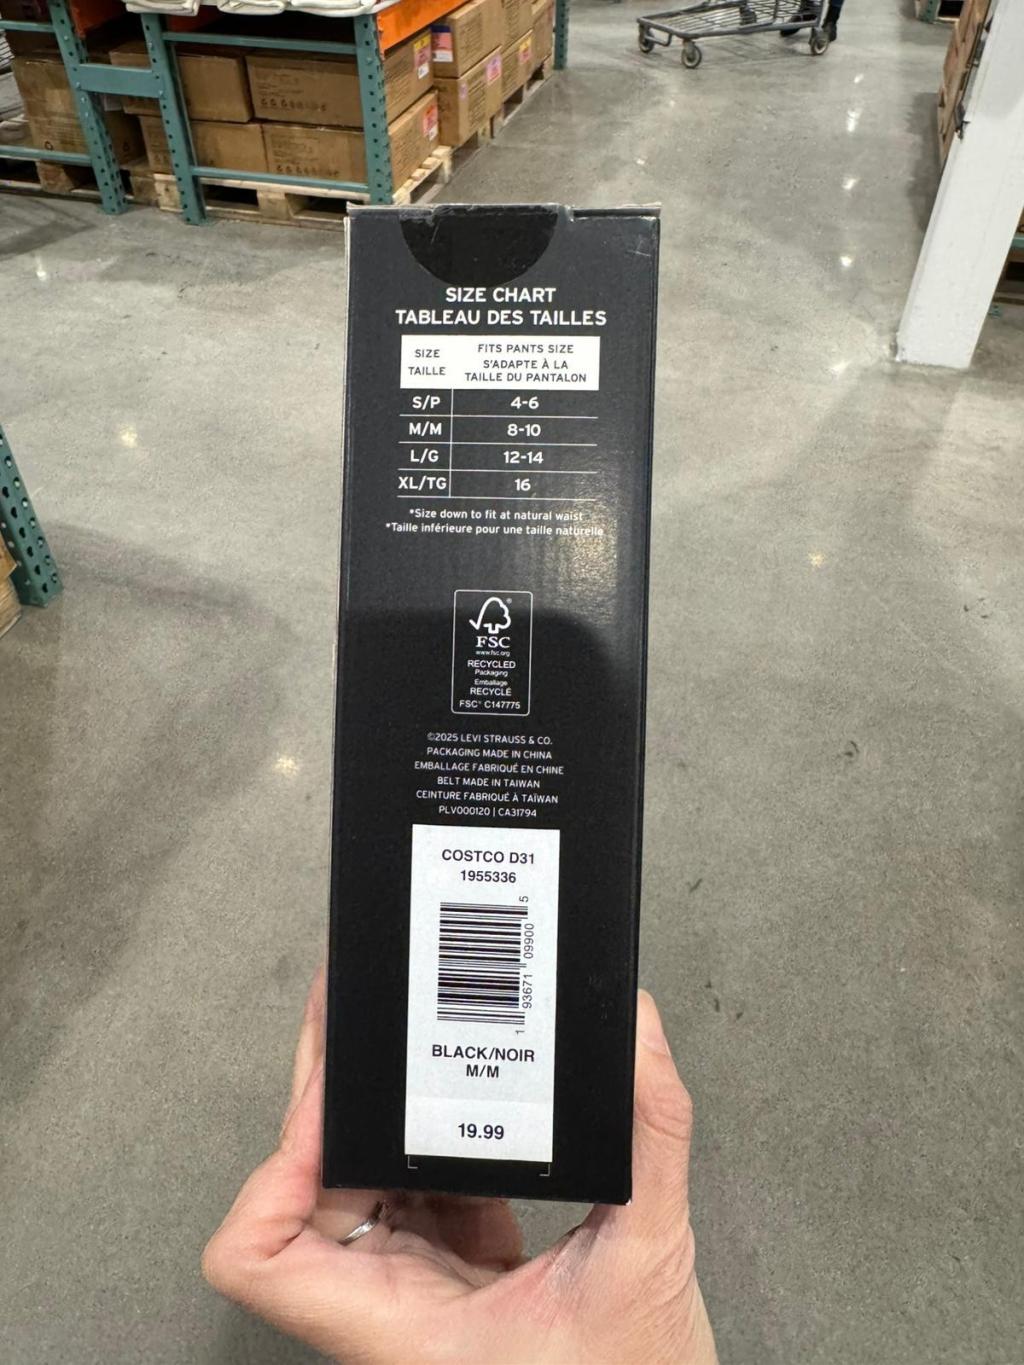 SIZE CHART
TABLEAU DES TAILLES
SIZE
TAILLE
FITS PANTS SIZE
S'ADAPTE À LA
TAILLE DU PANTALON
S/P 4-6
M/M 8-10
L/G 12-14
XL/TG 16
*Size down to fit at natural waist
*Taille inférieure pour une taille naturelle
FSC
www.fsc.org
RECYCLED
Packaging
Emballage
RECYCLÉ
FSC® C147775
©2025 LEVI STRAUSS & CO.
PACKAGING MADE IN CHINA
EMBALLAGE FABRIQUÉ EN CHINE
BELT MADE IN TAIWAN
CEINTURE FABRIQUÉ À TAÏWAN
PLV000120 | CA31794
COSTCO D31
1955336
1 93671 09900 5
BLACK/NOIR
M/M
19.99